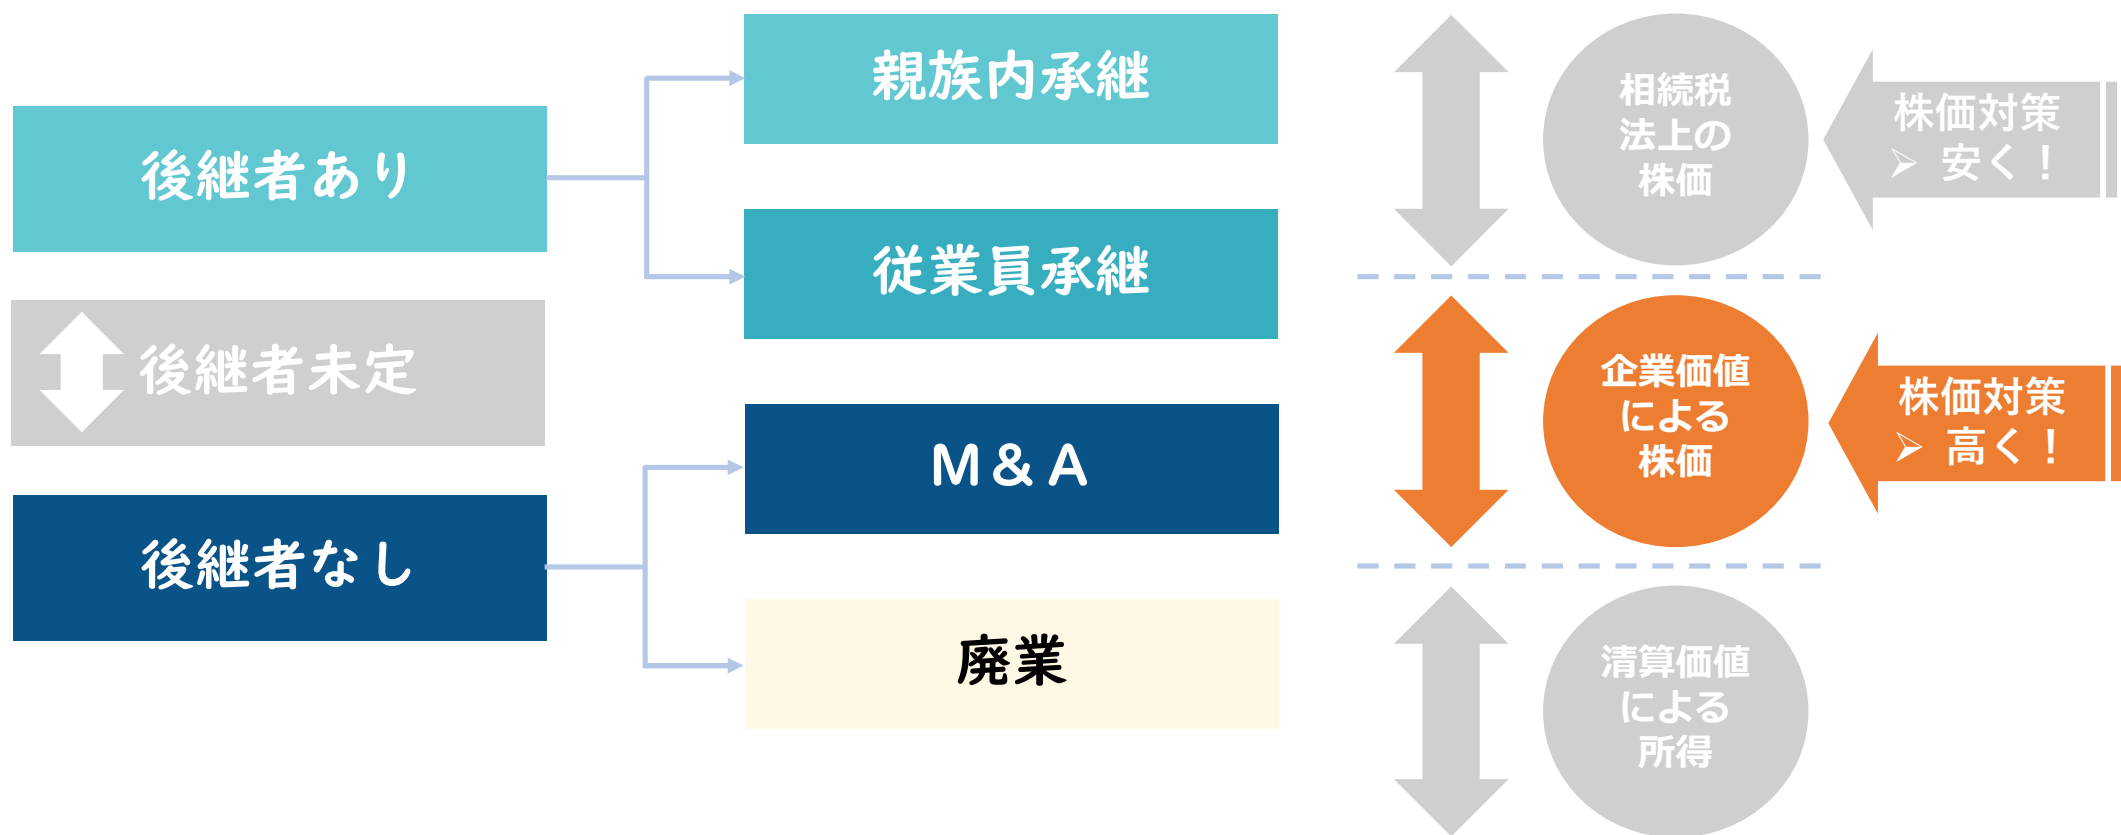 後継者あり
後継者未定
後継者なし
親族内承継
従業員承継
M&A
廃業
相続税
法上の
株価
株価対策
➢ 安く！
企業価値
による
株価
株価対策
➢ 高く！
清算価値
による
所得